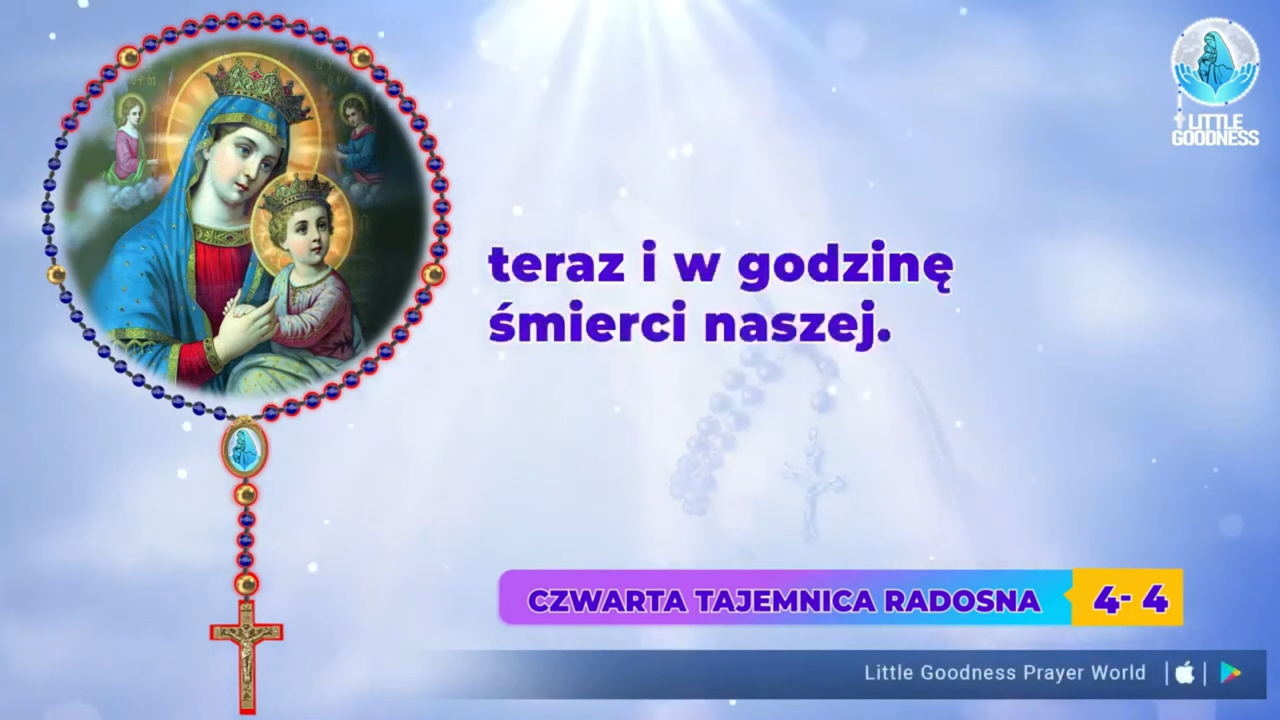 LITTLE
GOODNESS
teraz i w godzinę
śmierci naszej.
CZWARTA TAJEMNICA RADOSNA 4- 4
Little Goodness Prayer World